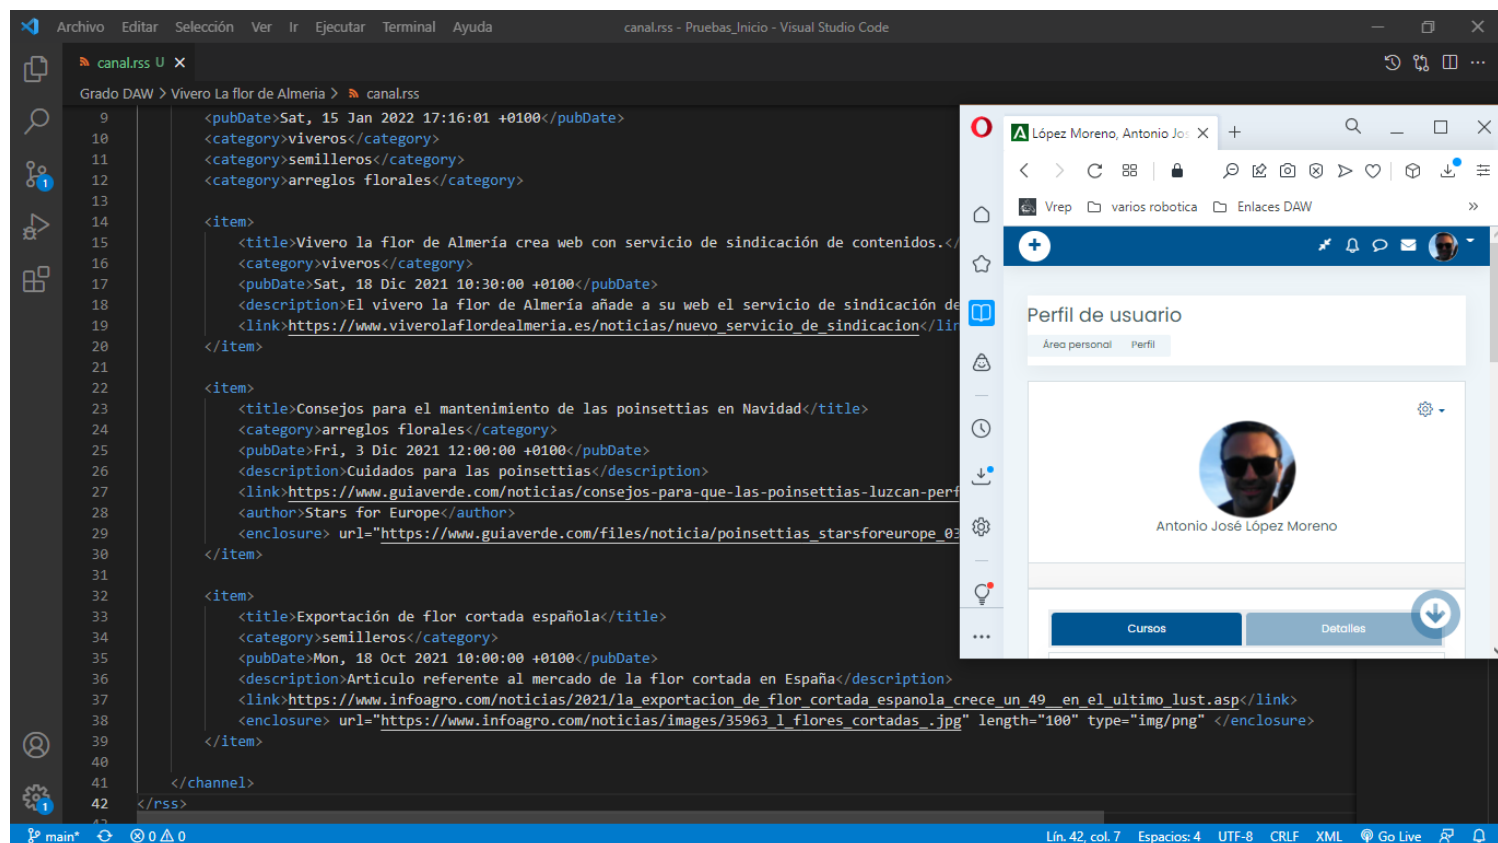 Archivo Editar Selección Ver Ir Ejecutar Terminal Ayuda
canal.rss - Pruebas_Inicio - Visual Studio Code
canal.rss U
Grado DAW > Vivero La flor de Almeria > canal.rss
9 <pubDate>Sat, 15 Jan 2022 17:16:01 +0100</pubDate>
10 <category>viveros</category>
11 <category>semilleros</category>
12 <category>arreglos florales</category>
13
14 <item>
15 <title>Vivero la flor de Almería crea web con servicio de sindicación de contenidos.</
16 <category>viveros</category>
17 <pubDate>Sat, 18 Dic 2021 10:30:00 +0100</pubDate>
18 <description>El vivero la flor de Almería añade a su web el servicio de sindicación de
19 <link>https://www.viverolaflordealmeria.es/noticias/nuevo_servicio_de_sindicacion</lin
20 </item>
21
22 <item>
23 <title>Consejos para el mantenimiento de las poinsettias en Navidad</title>
24 <category>arreglos florales</category>
25 <pubDate>Fri, 3 Dic 2021 12:00:00 +0100</pubDate>
26 <description>Cuidados para las poinsettias</description>
27 <link>https://www.guiaverde.com/noticias/consejos-para-que-las-poinsettias-luzcan-perf
28 <author>Stars for Europe</author>
29 <enclosure> url="https://www.guiaverde.com/files/noticia/poinsettias_starsforeurope_03
30 </item>
31
32 <item>
33 <title>Exportación de flor cortada española</title>
34 <category>semilleros</category>
35 <pubDate>Mon, 18 Oct 2021 10:00:00 +0100</pubDate>
36 <description>Articulo referente al mercado de la flor cortada en España</description>
37 <link>https://www.infoagro.com/noticias/2021/la_exportacion_de_flor_cortada_espanola_crece_un_49__en_el_ultimo_lust.asp</link>
38 <enclosure> url="https://www.infoagro.com/noticias/images/35963_l_flores_cortadas_.jpg" length="100" type="img/png" </enclosure>
39 </item>
40
41 </channel>
42 </rss>
López Moreno, Antonio Jos
Vrep varios robotica Enlaces DAW
Perfil de usuario
Área personal Perfil
Antonio José López Moreno
Cursos Detalles
1
1
main* 0 0
Lín. 42, col. 7 Espacios: 4 UTF-8 CRLF XML Go Live